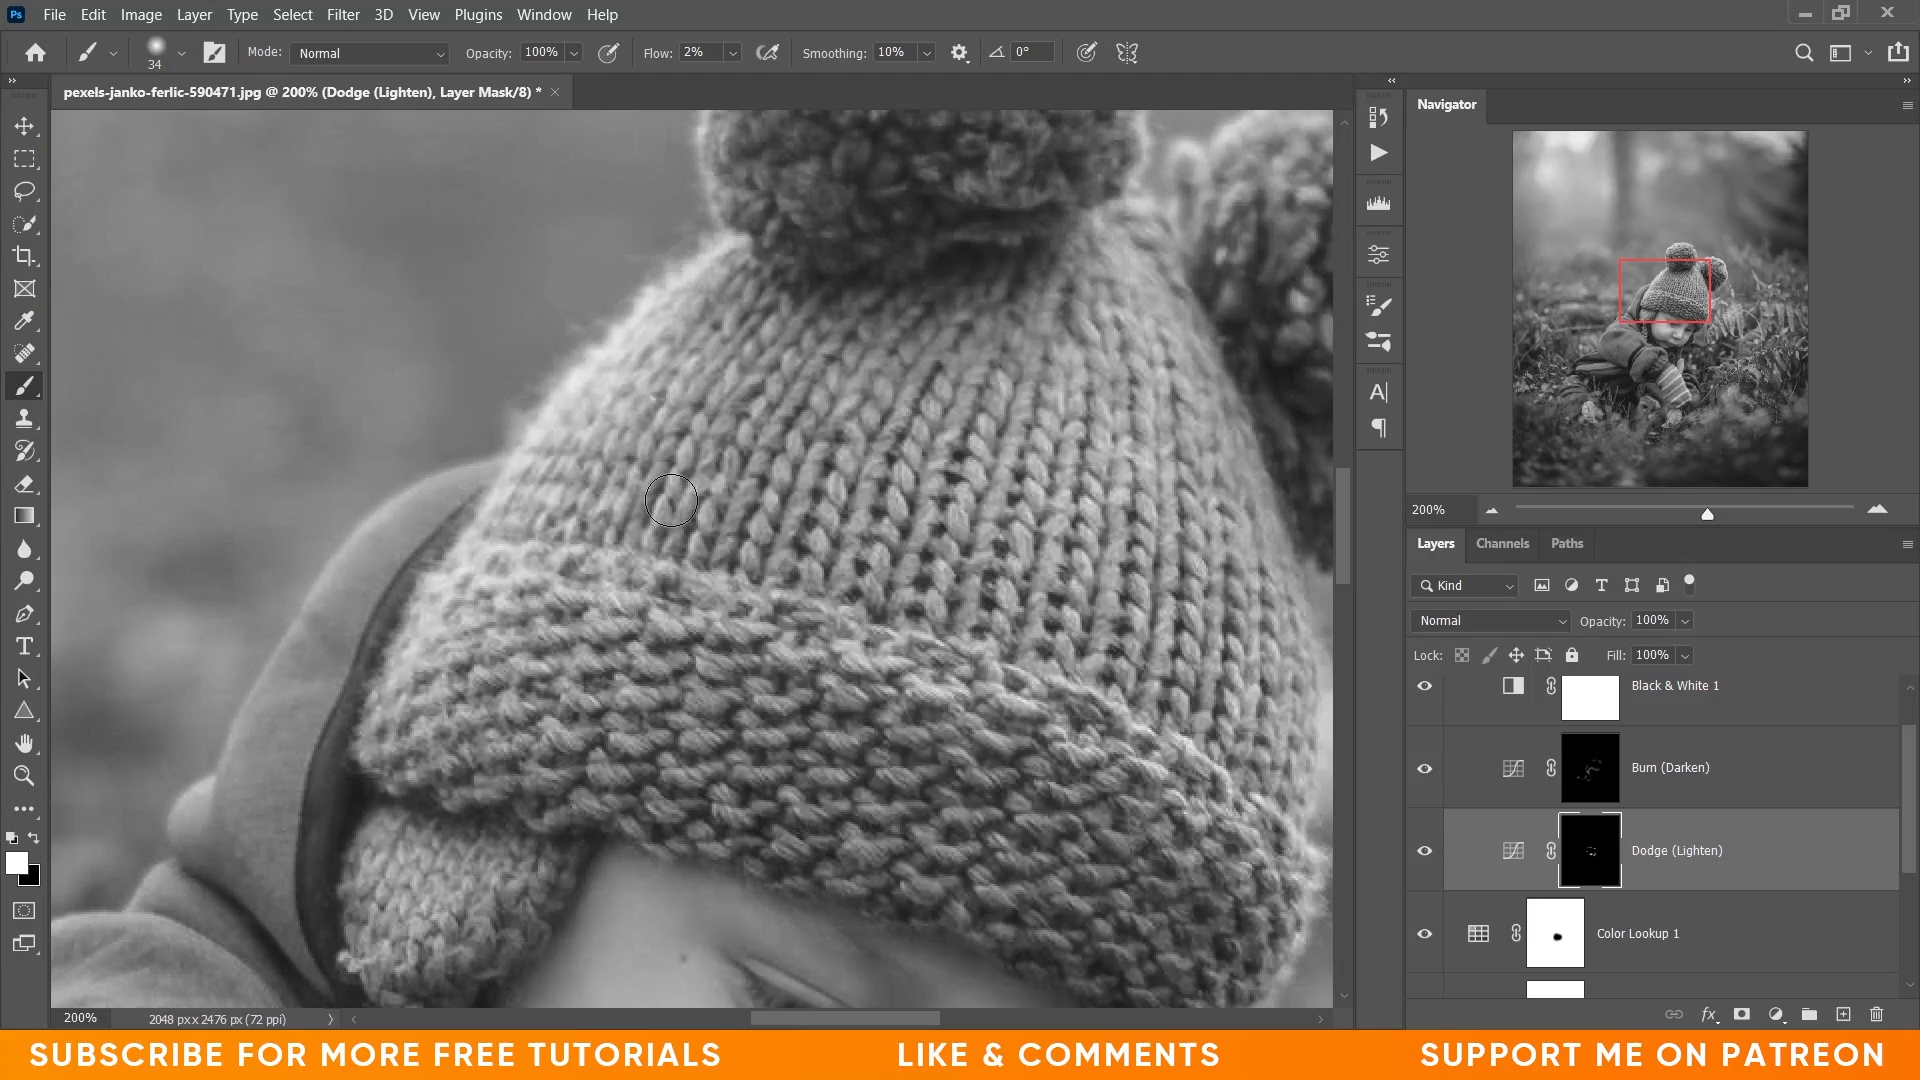 Ps File Edit Image Layer Type Select Filter 3D View Plugins Window Help
34 Mode: Normal Opacity: 100% Flow: 2% Smoothing: 10% 0°
pexels-janko-ferlic-590471.jpg @ 200% (Dodge (Lighten), Layer Mask/8) *
Navigator
200%
Layers Channels Paths
Kind
Normal Opacity: 100%
Lock: Fill: 100%
Black & White 1
Burn (Darken)
Dodge (Lighten)
Color Lookup 1
200% 2048 px x 2476 px (72 ppi)
SUBSCRIBE FOR MORE FREE TUTORIALS LIKE & COMMENTS SUPPORT ME ON PATREON